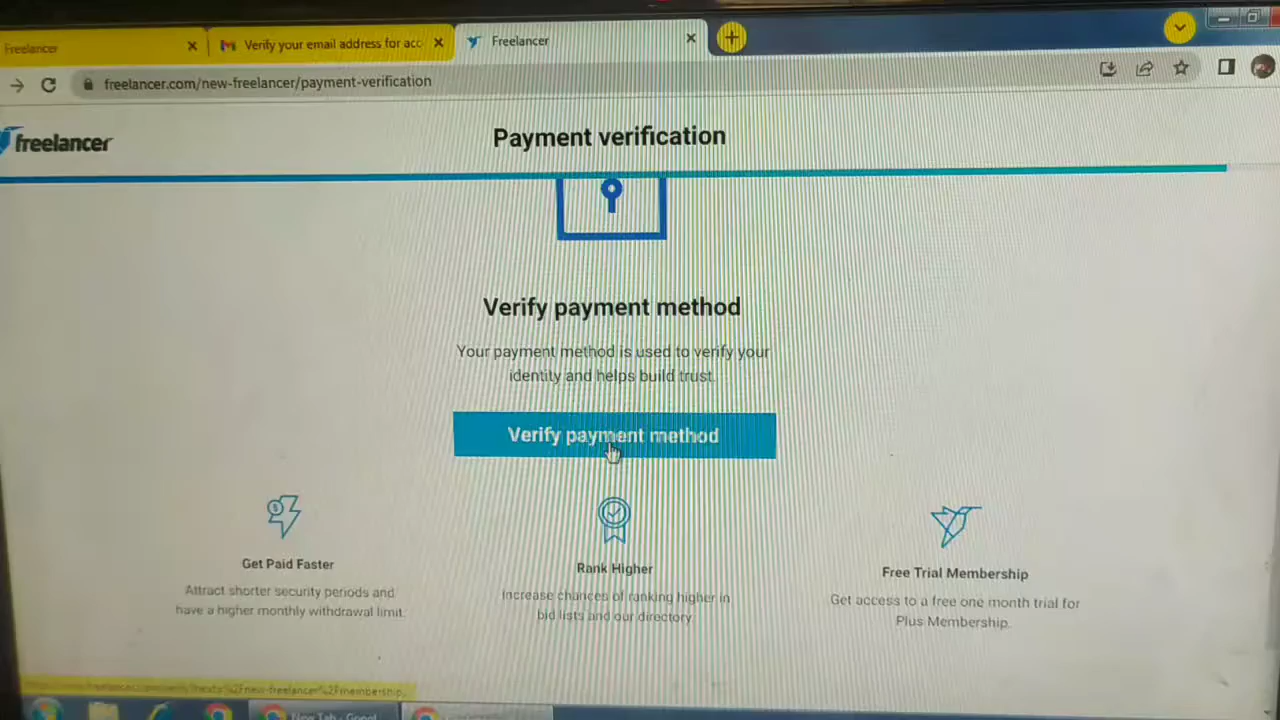 Freelancer
Verify your email address for acc
Freelancer
freelancer.com/new-freelancer/payment-verification
freelancer
Payment verification
Verify payment method
Your payment method is used to verify your
identity and helps build trust.
Verify payment method
Get Paid Faster
Attract shorter security periods and
have a higher monthly withdrawal limit.
Rank Higher
Increase chances of ranking higher in
bid lists and our directory
Free Trial Membership
Get access to a free one month trial for
Plus Membership.
New Tab - Googl